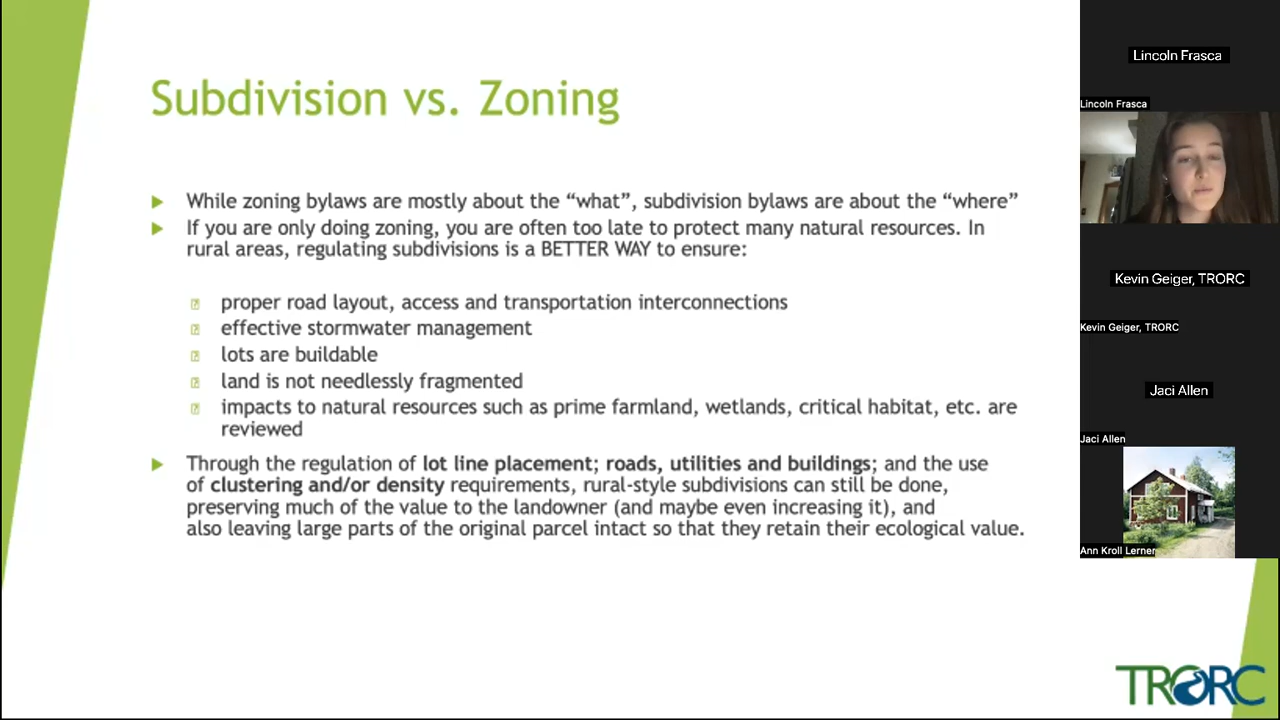 Subdivision vs. Zoning
While zoning bylaws are mostly about the “what”, subdivision bylaws are about the “where”
If you are only doing zoning, you are often too late to protect many natural resources. In
rural areas, regulating subdivisions is a BETTER WAY to ensure:
proper road layout, access and transportation interconnections
effective stormwater management
lots are buildable
land is not needlessly fragmented
impacts to natural resources such as prime farmland, wetlands, critical habitat, etc. are
reviewed
Through the regulation of lot line placement; roads, utilities and buildings; and the use
of clustering and/or density requirements, rural-style subdivisions can still be done,
preserving much of the value to the landowner (and maybe even increasing it), and
also leaving large parts of the original parcel intact so that they retain their ecological value.
TRORC
Lincoln Frasca
Lincoln Frasca
Kevin Geiger, TRORC
Kevin Geiger, TRORC
Jaci Allen
Jaci Allen
Ann Kroll Lerner